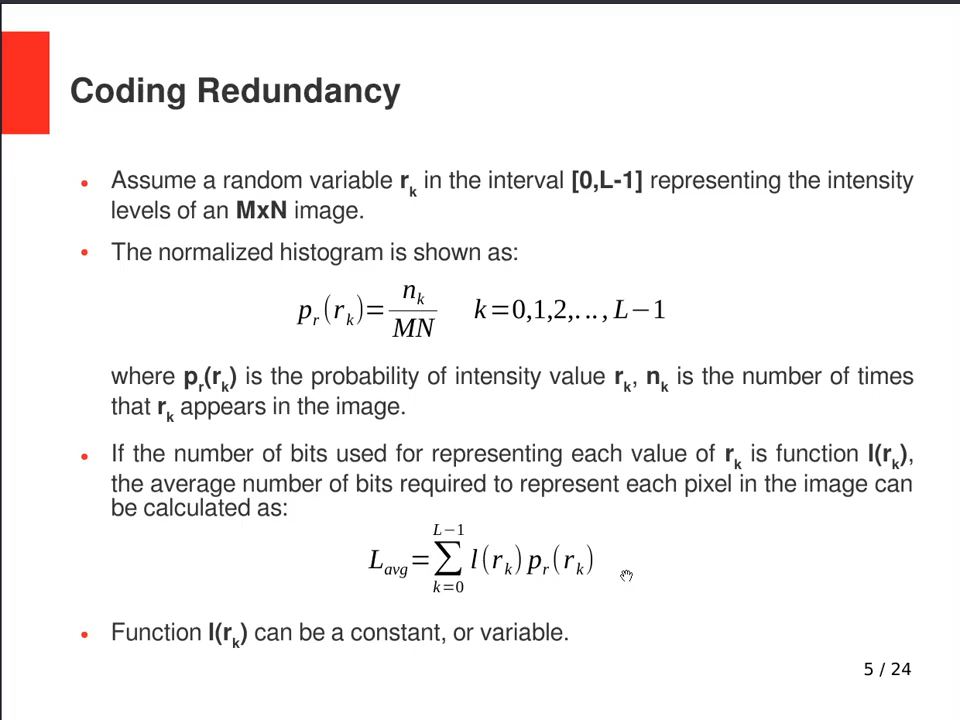 Coding Redundancy
• Assume a random variable rk in the interval [0,L-1] representing the intensity
levels of an MxN image.
• The normalized histogram is shown as:
pr(rk)=nk/MN k=0,1,2,...,L−1
where pr(rk) is the probability of intensity value rk, nk is the number of times
that rk appears in the image.
• If the number of bits used for representing each value of rk is function l(rk),
the average number of bits required to represent each pixel in the image can
be calculated as:
Lavg=∑k=0L−1 l(rk)pr(rk)
• Function l(rk) can be a constant, or variable.
5 / 24